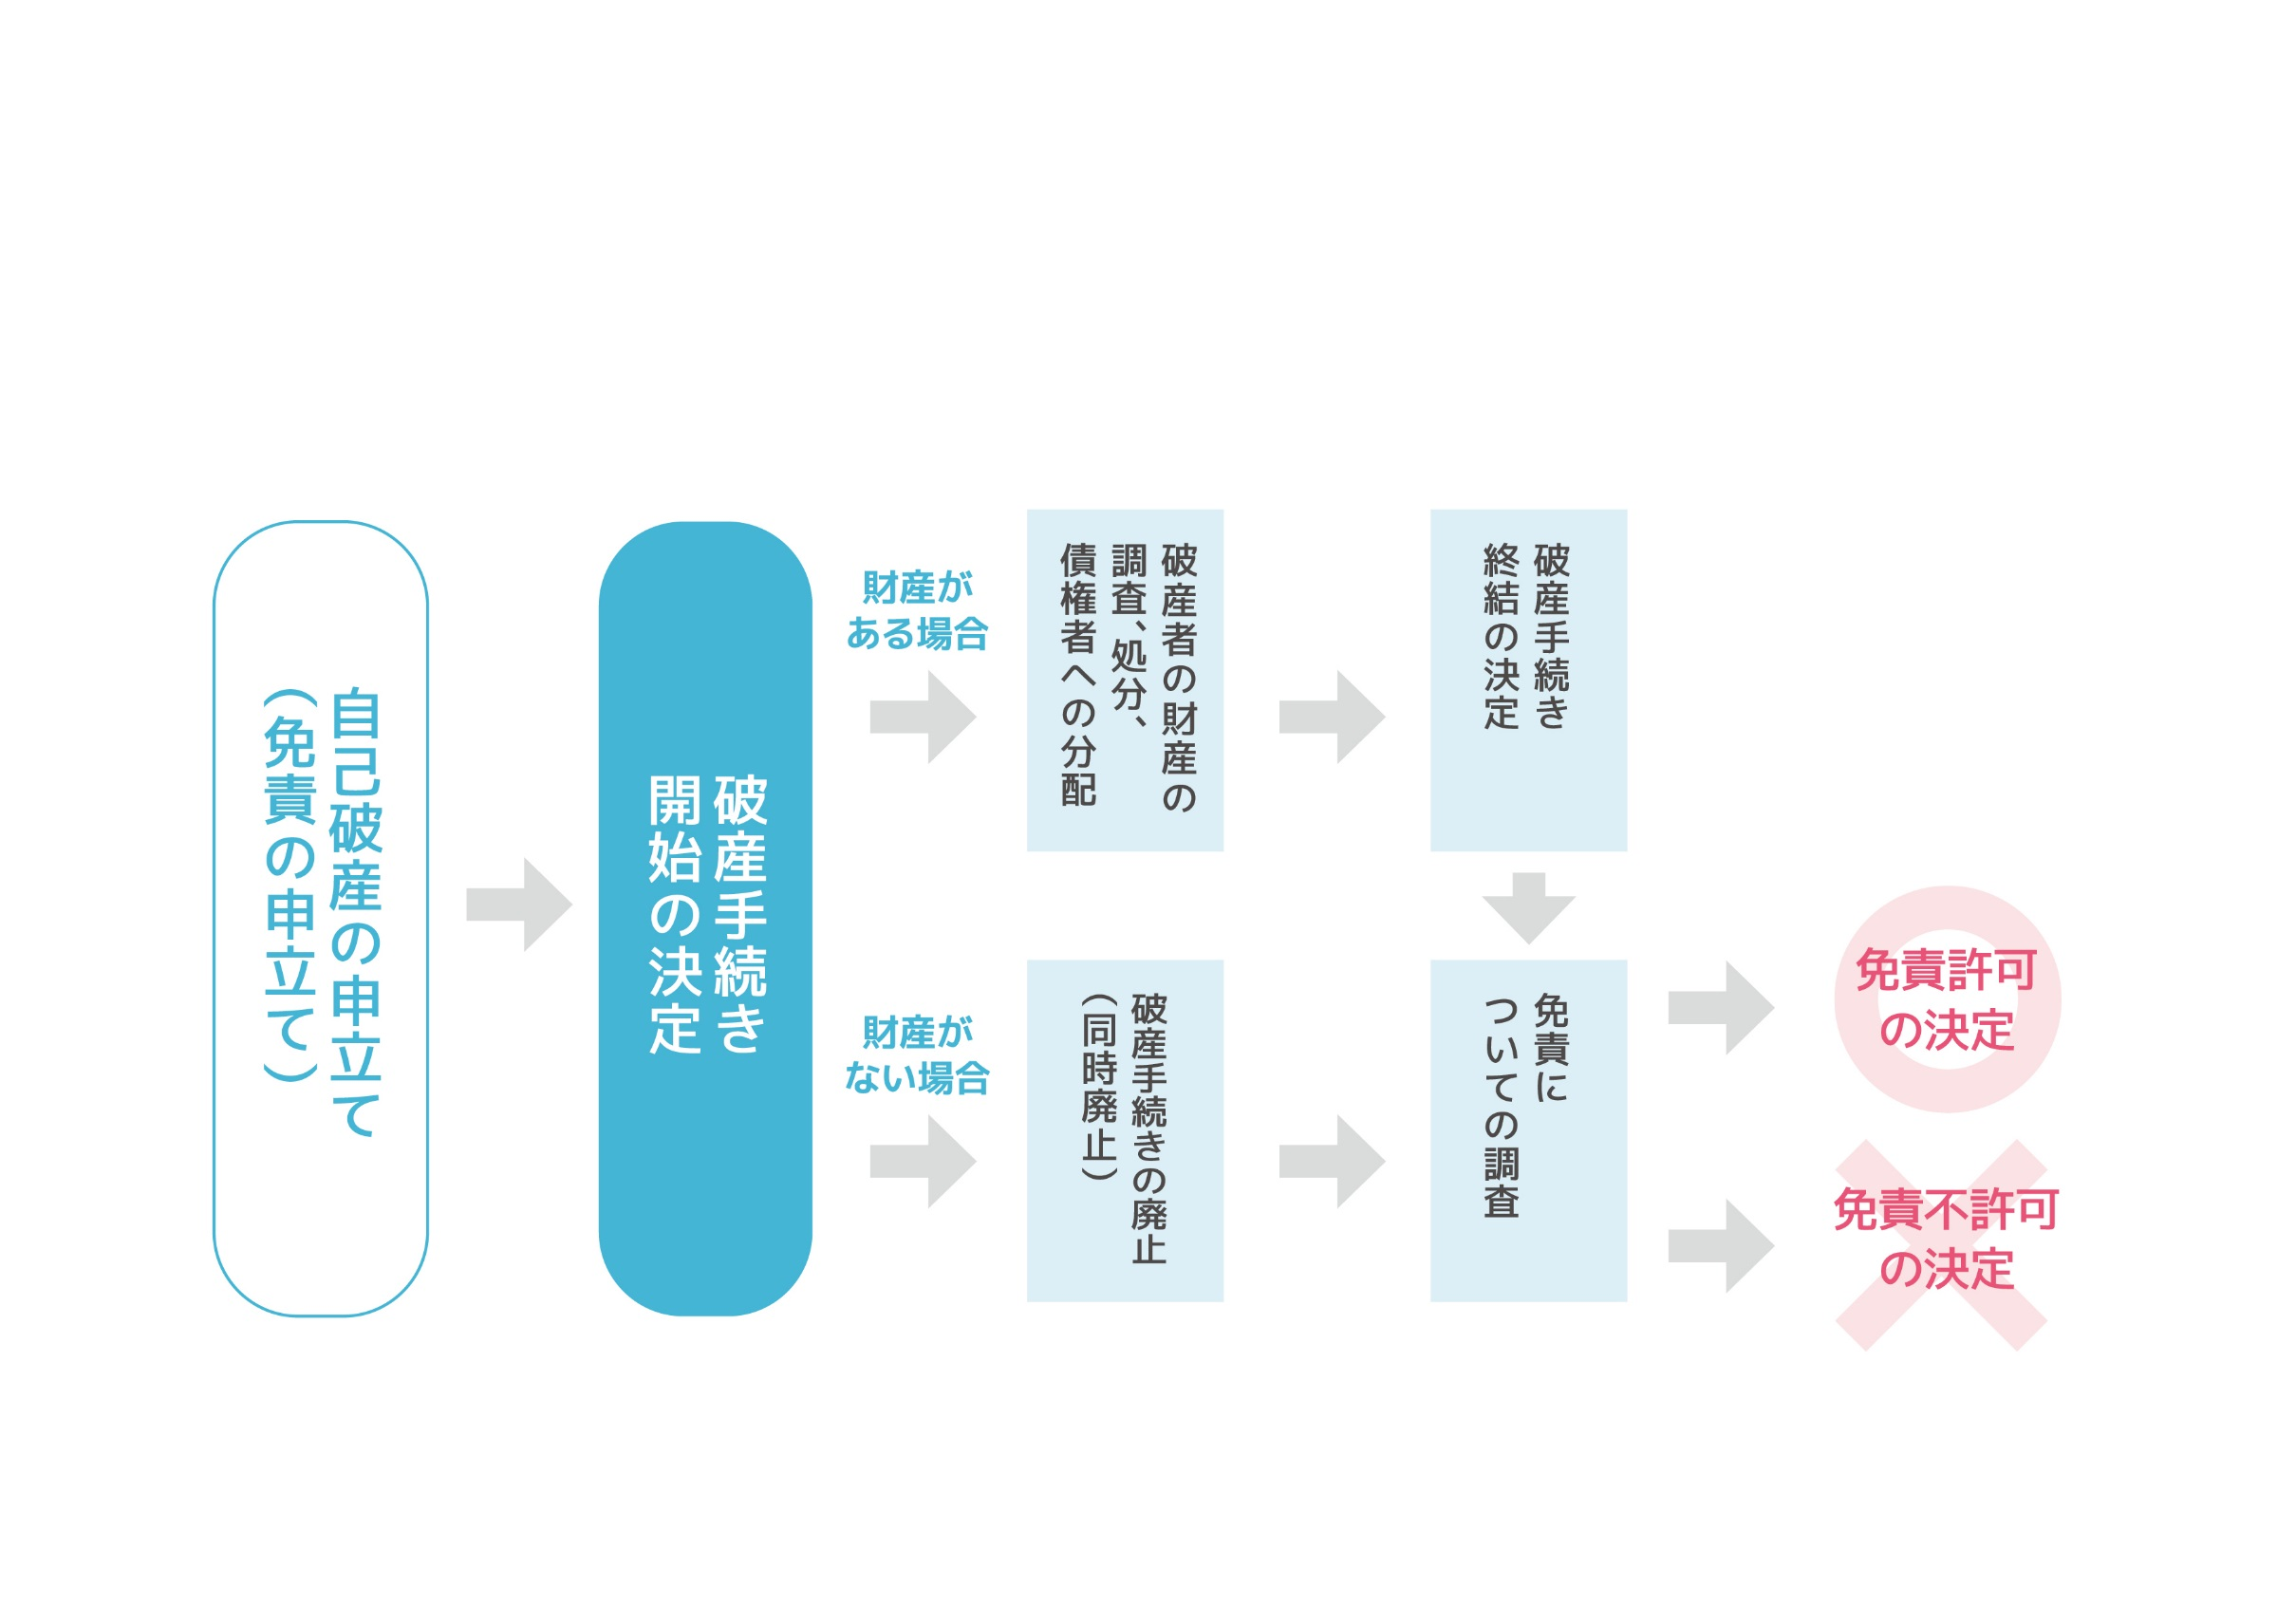 自己破産の申立て
（免責の申立て）
破産手続き
開始の決定
財産が
ある場合
破産者の財産の
調査、処分、
債権者への分配
破産手続き
終結の決定
財産が
ない場合
破産手続きの廃止
（同時廃止）
免責に
ついての調査
免責許可
の決定
免責不許可
の決定